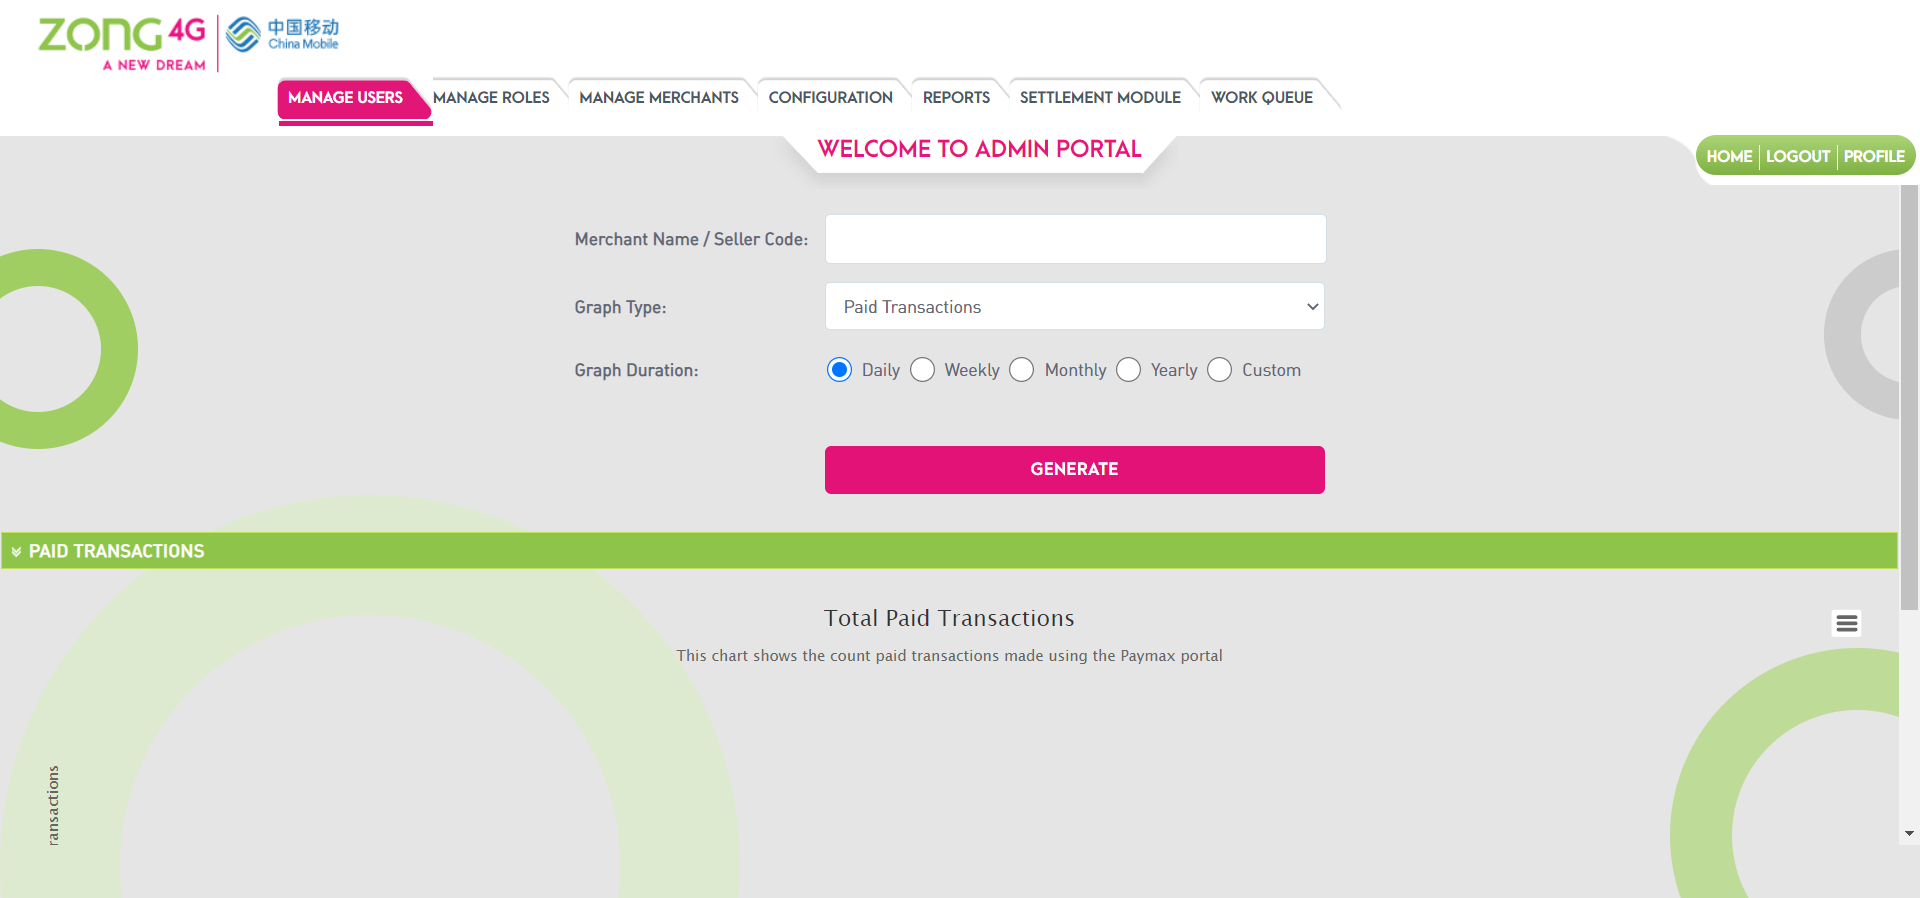 ZONG 4G
A NEW DREAM
中国移动
China Mobile
MANAGE USERS MANAGE ROLES MANAGE MERCHANTS CONFIGURATION REPORTS SETTLEMENT MODULE WORK QUEUE
WELCOME TO ADMIN PORTAL
HOME LOGOUT PROFILE
Merchant Name / Seller Code:
Graph Type: Paid Transactions
Graph Duration: Daily Weekly Monthly Yearly Custom
GENERATE
PAID TRANSACTIONS
Total Paid Transactions
This chart shows the count paid transactions made using the Paymax portal
ransactions